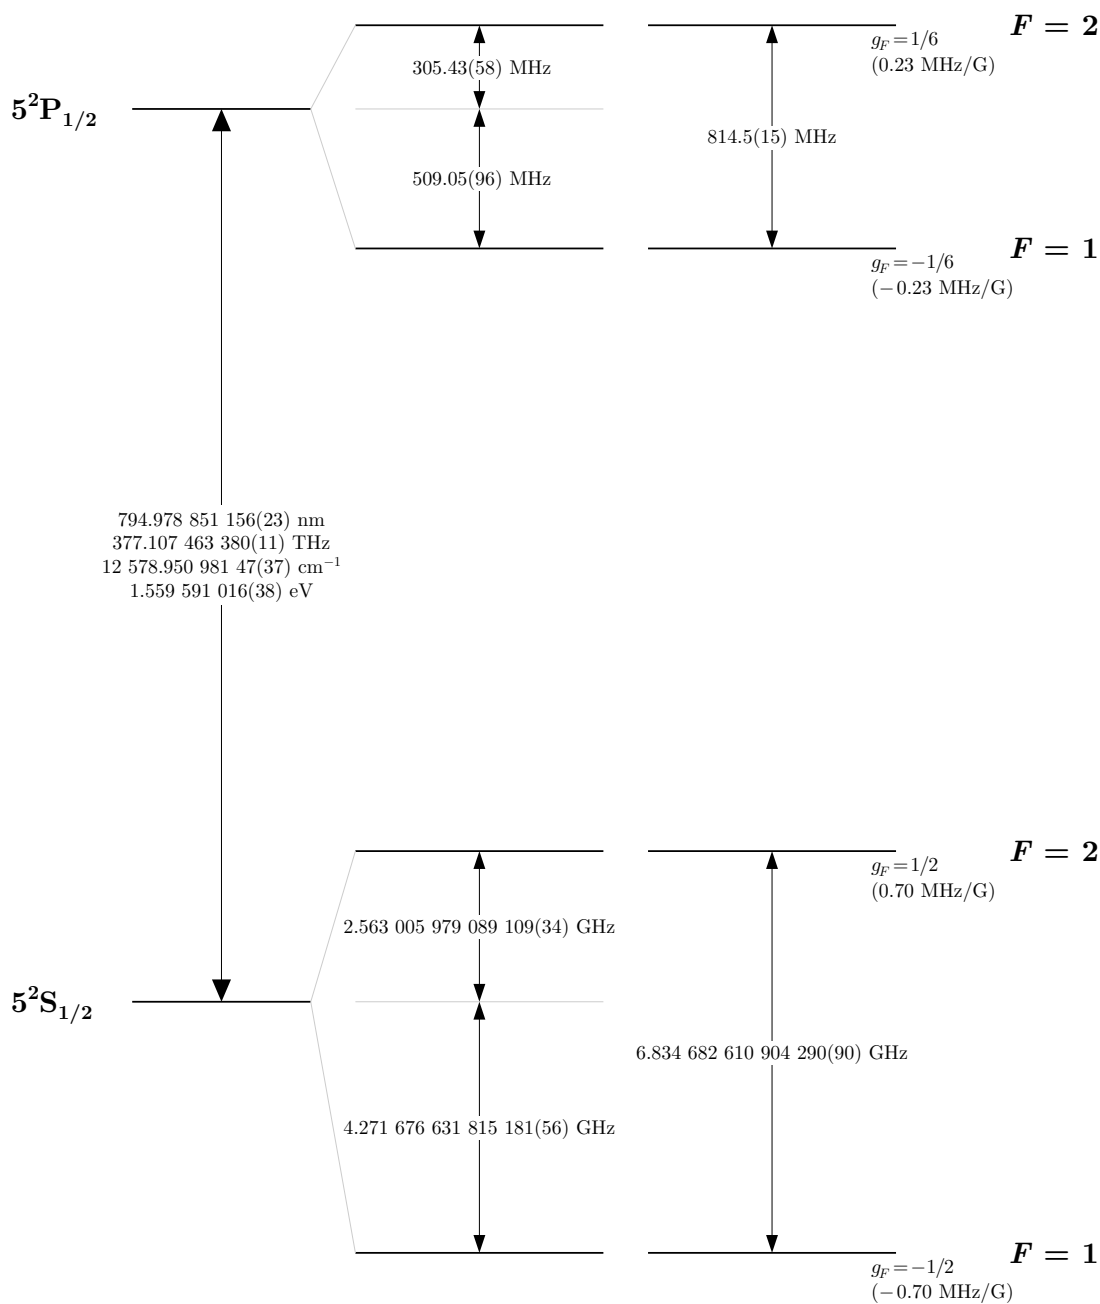 F = 2
g_F = 1/6
(0.23 MHz/G)
305.43(58) MHz
5²P₁/₂
814.5(15) MHz
509.05(96) MHz
F = 1
g_F = −1/6
(−0.23 MHz/G)
794.978 851 156(23) nm
377.107 463 380(11) THz
12 578.950 981 47(37) cm⁻¹
1.559 591 016(38) eV
F = 2
g_F = 1/2
(0.70 MHz/G)
2.563 005 979 089 109(34) GHz
5²S₁/₂
6.834 682 610 904 290(90) GHz
4.271 676 631 815 181(56) GHz
F = 1
g_F = −1/2
(−0.70 MHz/G)